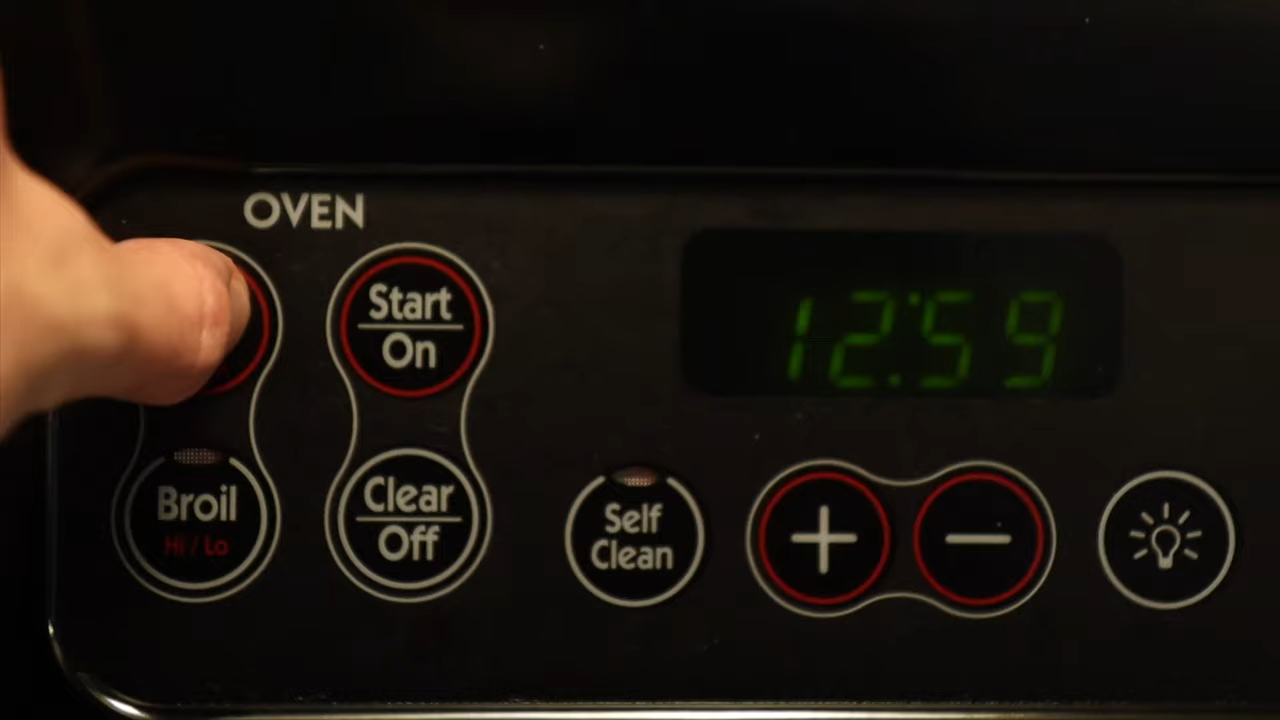 OVEN
Start
On
12:59
Broil
Hi / Lo
Clear
Off
Self
Clean
+
−